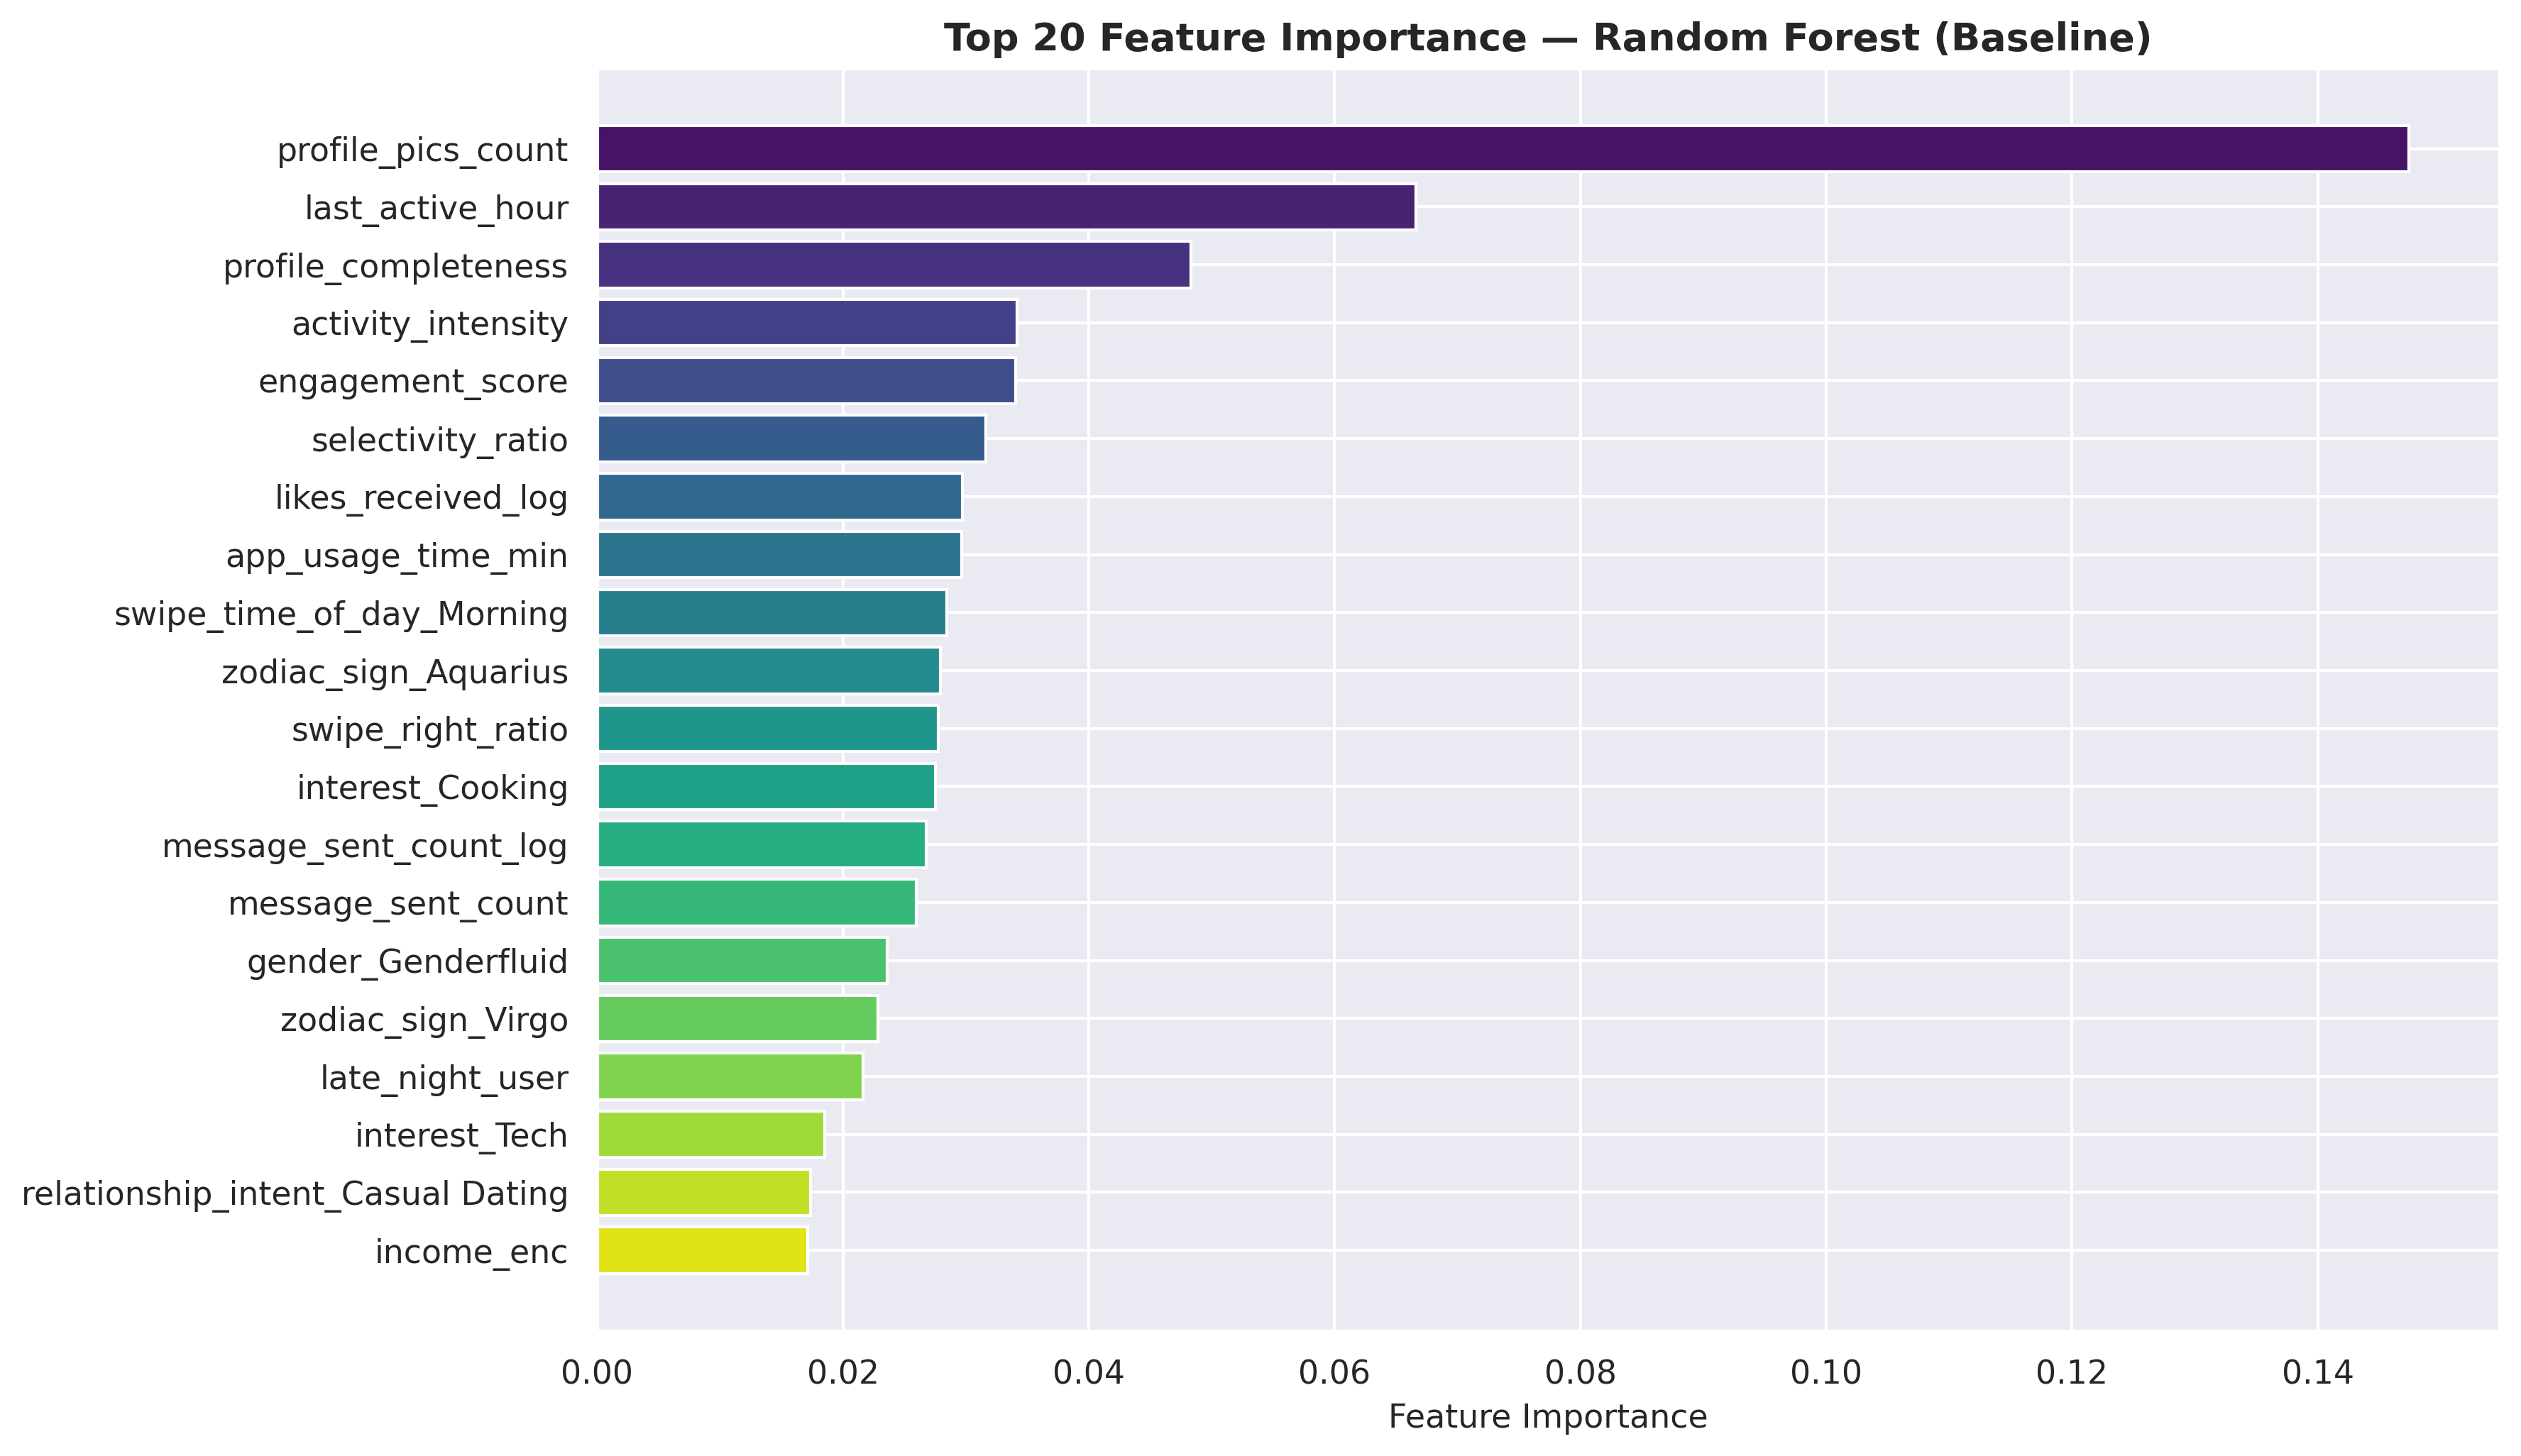 Top 20 Feature Importance — Random Forest (Baseline)
profile_pics_count
last_active_hour
profile_completeness
activity_intensity
engagement_score
selectivity_ratio
likes_received_log
app_usage_time_min
swipe_time_of_day_Morning
zodiac_sign_Aquarius
swipe_right_ratio
interest_Cooking
message_sent_count_log
message_sent_count
gender_Genderfluid
zodiac_sign_Virgo
late_night_user
interest_Tech
relationship_intent_Casual Dating
income_enc
0.00 0.02 0.04 0.06 0.08 0.10 0.12 0.14
Feature Importance